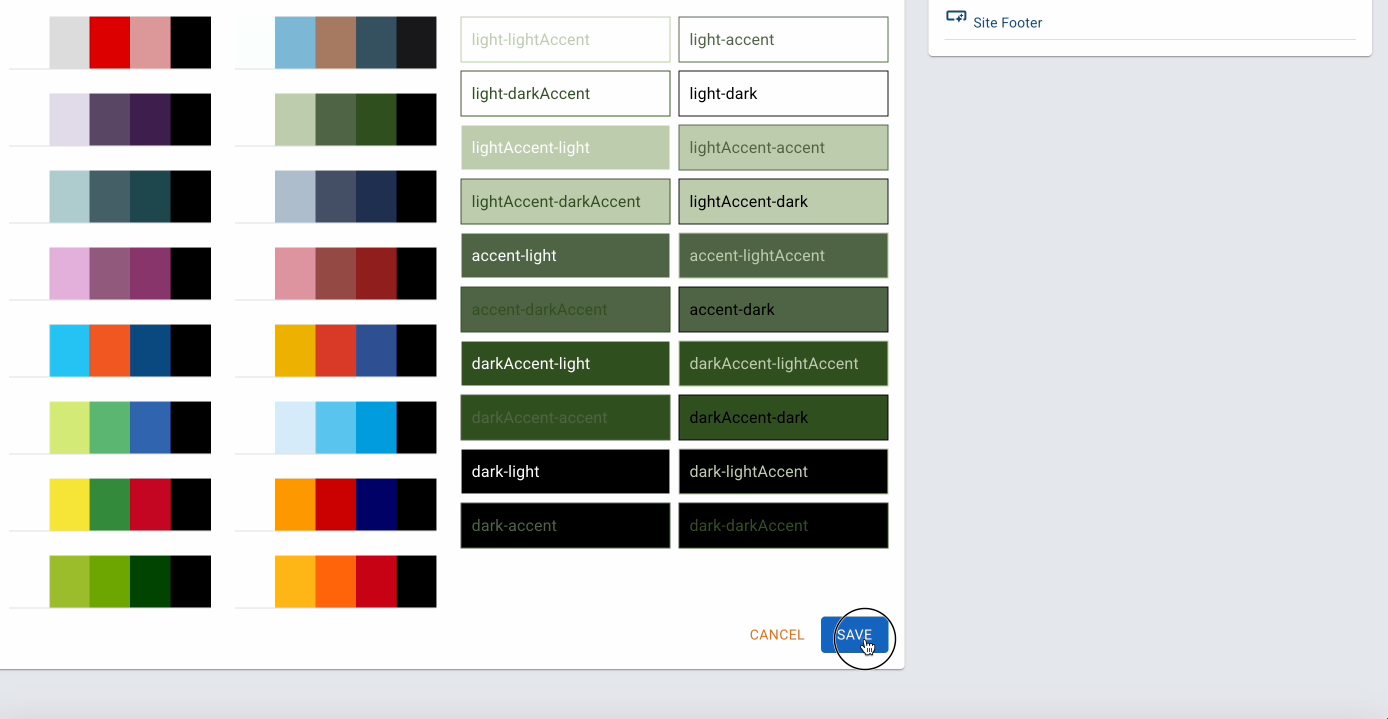 light-lightAccent
light-accent
light-darkAccent
light-dark
lightAccent-light
lightAccent-accent
lightAccent-darkAccent
lightAccent-dark
accent-light
accent-lightAccent
accent-darkAccent
accent-dark
darkAccent-light
darkAccent-lightAccent
darkAccent-accent
darkAccent-dark
dark-light
dark-lightAccent
dark-accent
dark-darkAccent
CANCEL
SAVE
Site Footer